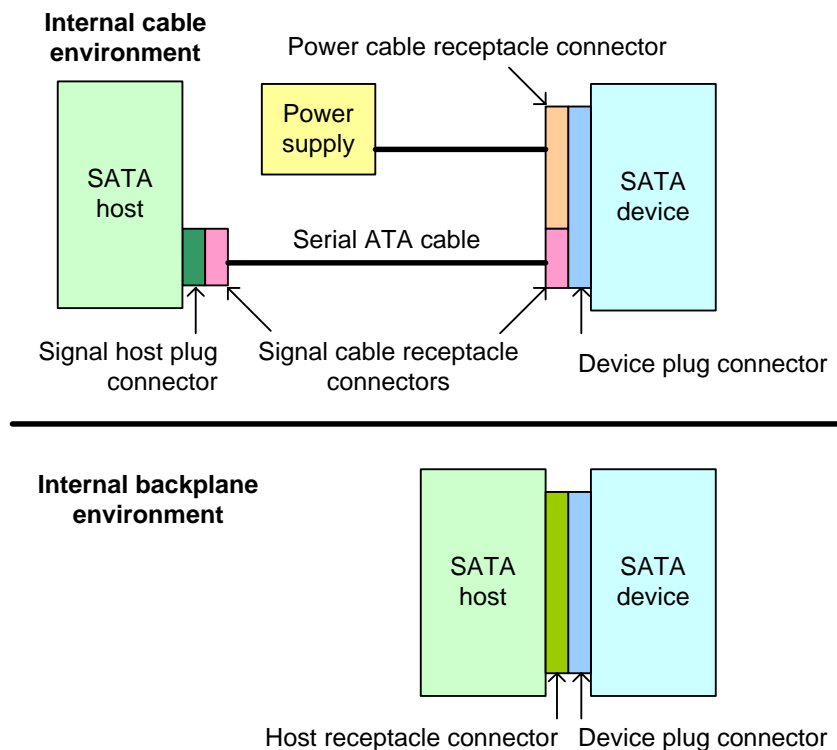 Internal cable
environment
Power cable receptacle connector
Power
supply
SATA
host
SATA
device
Serial ATA cable
Signal host plug
connector
Signal cable receptacle
connectors
Device plug connector
Internal backplane
environment
SATA
host
SATA
device
Host receptacle connector
Device plug connector